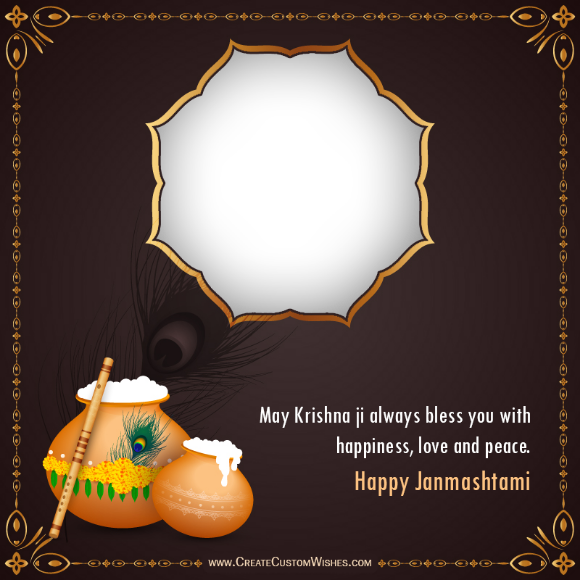 May Krishna ji always bless you with
happiness, love and peace.
Happy Janmashtami
www.CreateCustomWishes.com